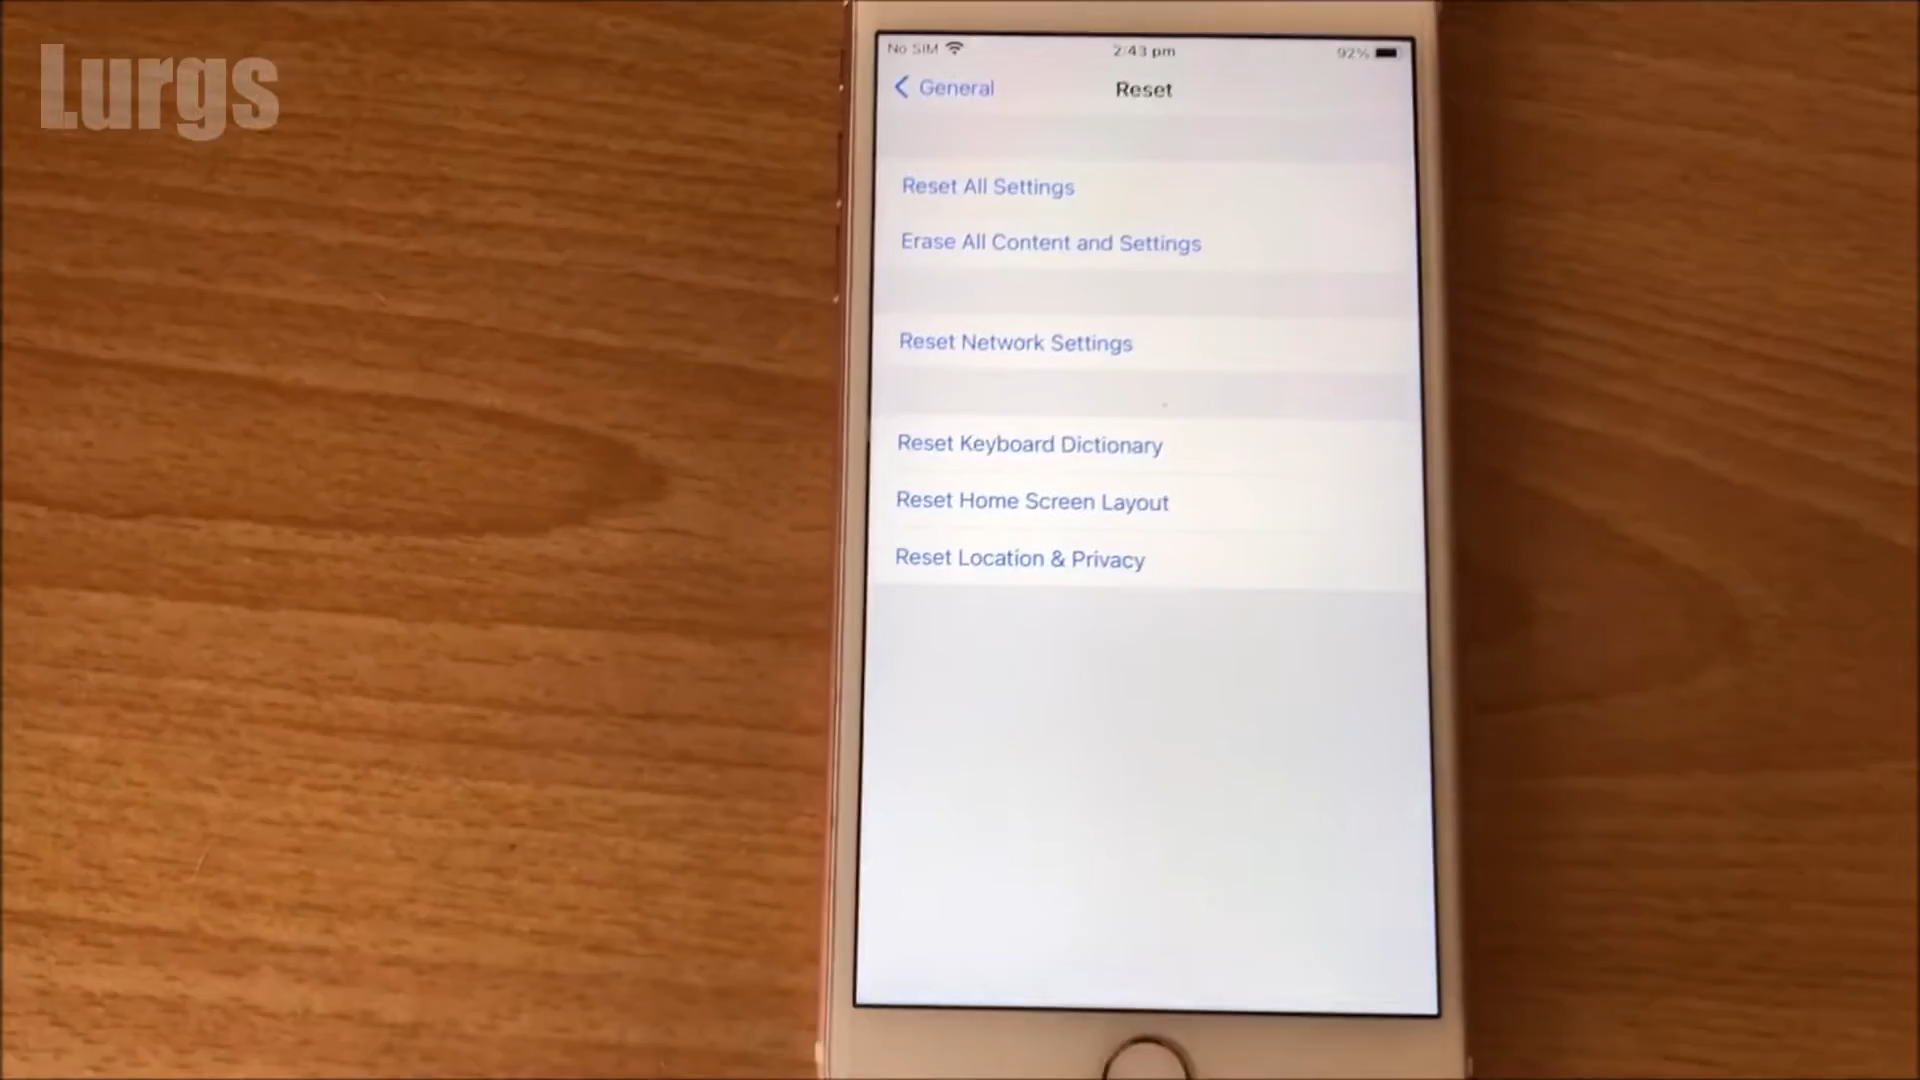 Lurgs
No SIM 2:43 pm 92%
General Reset
Reset All Settings
Erase All Content and Settings
Reset Network Settings
Reset Keyboard Dictionary
Reset Home Screen Layout
Reset Location & Privacy